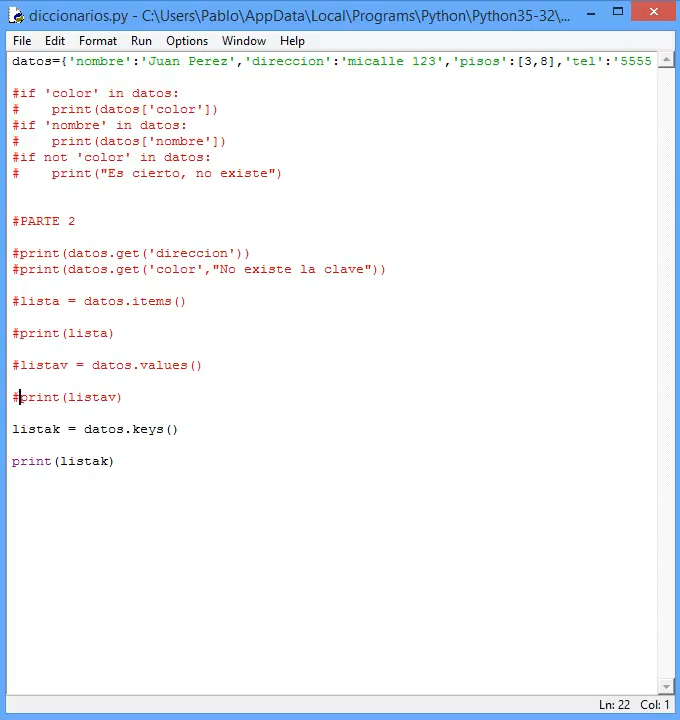 diccionarios.py - C:\Users\Pablo\AppData\Local\Programs\Python\Python35-32\...
File Edit Format Run Options Window Help
datos={'nombre':'Juan Perez','direccion':'micalle 123','pisos':[3,8],'tel':'5555
#if 'color' in datos:
#    print(datos['color'])
#if 'nombre' in datos:
#    print(datos['nombre'])
#if not 'color' in datos:
#    print("Es cierto, no existe")
#PARTE 2
#print(datos.get('direccion'))
#print(datos.get('color',"No existe la clave"))
#lista = datos.items()
#print(lista)
#listav = datos.values()
#print(listav)
listak = datos.keys()
print(listak)
Ln: 22 Col: 1